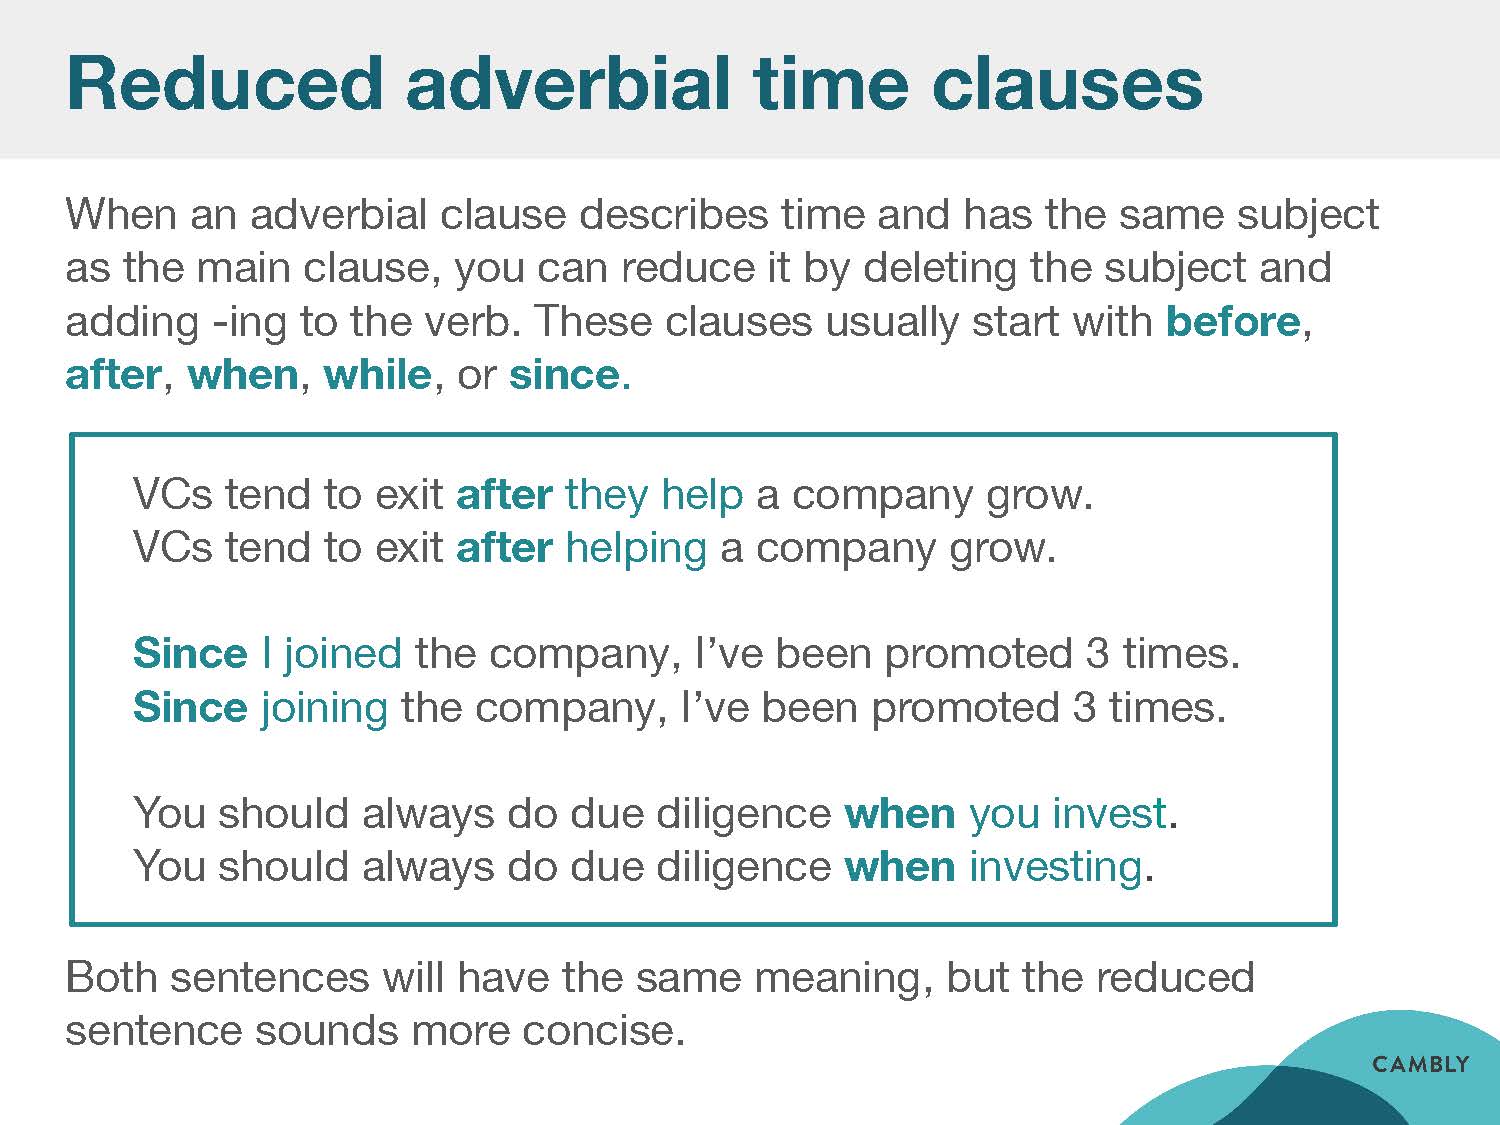 Reduced adverbial time clauses
When an adverbial clause describes time and has the same subject
as the main clause, you can reduce it by deleting the subject and
adding -ing to the verb. These clauses usually start with before,
after, when, while, or since.
VCs tend to exit after they help a company grow.
VCs tend to exit after helping a company grow.
Since I joined the company, I’ve been promoted 3 times.
Since joining the company, I’ve been promoted 3 times.
You should always do due diligence when you invest.
You should always do due diligence when investing.
Both sentences will have the same meaning, but the reduced
sentence sounds more concise.
CAMBLY